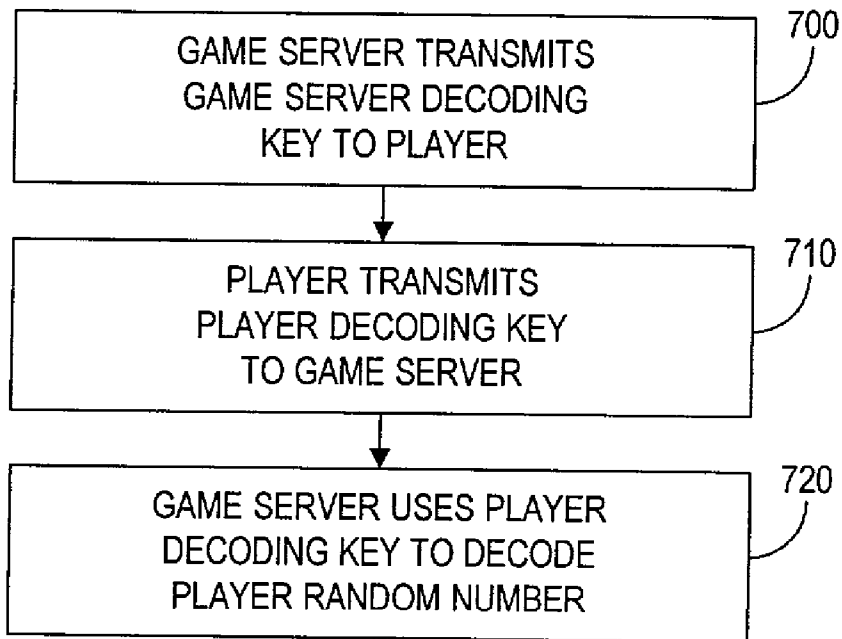 700
GAME SERVER TRANSMITS
GAME SERVER DECODING
KEY TO PLAYER
710
PLAYER TRANSMITS
PLAYER DECODING KEY
TO GAME SERVER
720
GAME SERVER USES PLAYER
DECODING KEY TO DECODE
PLAYER RANDOM NUMBER